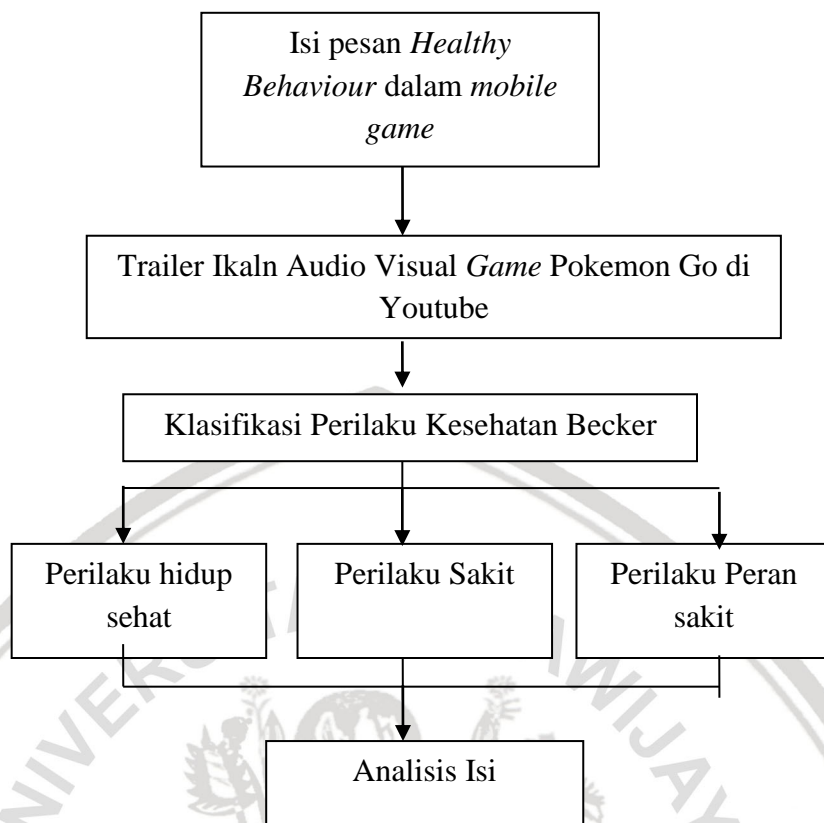 Isi pesan Healthy
Behaviour dalam mobile
game
Trailer Ikaln Audio Visual Game Pokemon Go di
Youtube
Klasifikasi Perilaku Kesehatan Becker
Perilaku hidup
sehat
Perilaku Sakit
Perilaku Peran
sakit
Analisis Isi